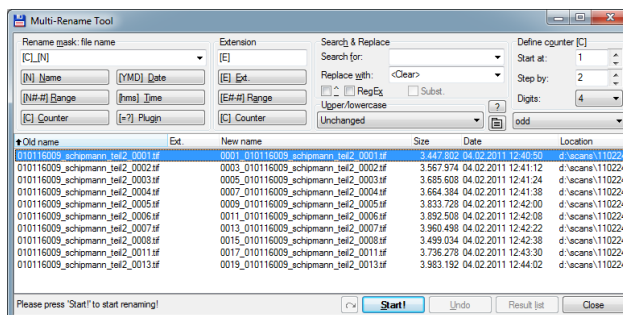 Multi-Rename Tool
Rename mask: file name
Extension
Search & Replace
Define counter [C]
[C]_[N]
[E]
Search for:
Start at: 1
[N] Name
[YMD] Date
[E] Ext.
Replace with: <Clear>
Step by: 2
[N#-#] Range
[hms] Time
[E#-#] Range
^ RegEx Subst.
Digits: 4
[C] Counter
[=?] Plugin
[C] Counter
Upper/lowercase
?
Unchanged
odd
Old name Ext. New name Size Date Location
010116009_schipmann_teil2_0001.tif 0001_010116009_schipmann_teil2_0001.tif 3.447.802 04.02.2011 12:40:50 d:\scans\110224
010116009_schipmann_teil2_0002.tif 0003_010116009_schipmann_teil2_0002.tif 3.567.974 04.02.2011 12:41:12 d:\scans\110224
010116009_schipmann_teil2_0003.tif 0005_010116009_schipmann_teil2_0003.tif 3.685.608 04.02.2011 12:41:24 d:\scans\110224
010116009_schipmann_teil2_0004.tif 0007_010116009_schipmann_teil2_0004.tif 3.664.384 04.02.2011 12:41:38 d:\scans\110224
010116009_schipmann_teil2_0005.tif 0009_010116009_schipmann_teil2_0005.tif 3.833.728 04.02.2011 12:42:00 d:\scans\110224
010116009_schipmann_teil2_0006.tif 0011_010116009_schipmann_teil2_0006.tif 3.892.508 04.02.2011 12:42:08 d:\scans\110224
010116009_schipmann_teil2_0007.tif 0013_010116009_schipmann_teil2_0007.tif 3.960.498 04.02.2011 12:42:22 d:\scans\110224
010116009_schipmann_teil2_0008.tif 0015_010116009_schipmann_teil2_0008.tif 3.499.034 04.02.2011 12:42:38 d:\scans\110224
010116009_schipmann_teil2_0011.tif 0017_010116009_schipmann_teil2_0011.tif 3.736.278 04.02.2011 12:43:30 d:\scans\110224
010116009_schipmann_teil2_0013.tif 0019_010116009_schipmann_teil2_0013.tif 3.983.192 04.02.2011 12:44:02 d:\scans\110224
Please press 'Start!' to start renaming!
Start!
Undo
Result list
Close